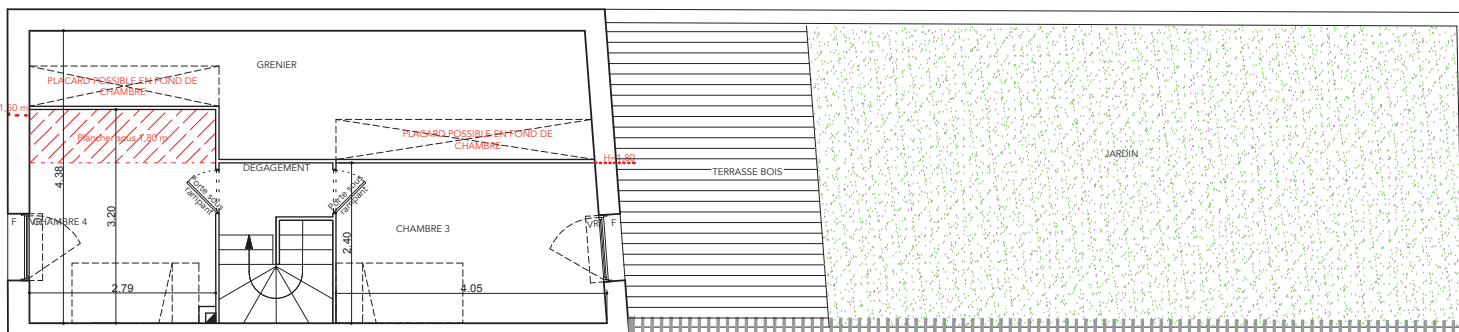 GRENIER
PLACARD POSSIBLE EN FOND DE
CHAMBRE
1,60 m
Plancher sous 1,80 m
PLACARD POSSIBLE EN FOND DE
CHAMBRE
H=1.80
DEGAGEMENT
JARDIN
TERRASSE BOIS
4.38
3.20
Porte sous
rampant
Porte sous
rampant
F
VR
CHAMBRE 4
CHAMBRE 3
2.40
VR
F
2.79
4.05